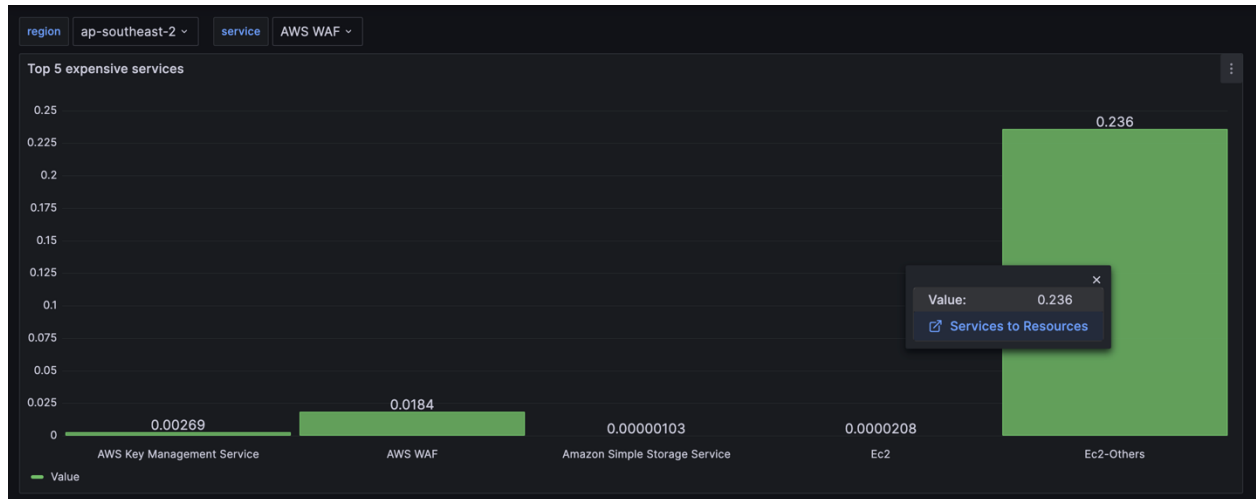 region ap-southeast-2 service AWS WAF
Top 5 expensive services
0.25
0.236
0.225
0.2
0.175
0.15
0.125
Value: 0.236
0.1
Services to Resources
0.075
0.05
0.025
0.0184
0.00269
0.00000103
0.0000208
0
AWS Key Management Service AWS WAF Amazon Simple Storage Service Ec2 Ec2-Others
Value